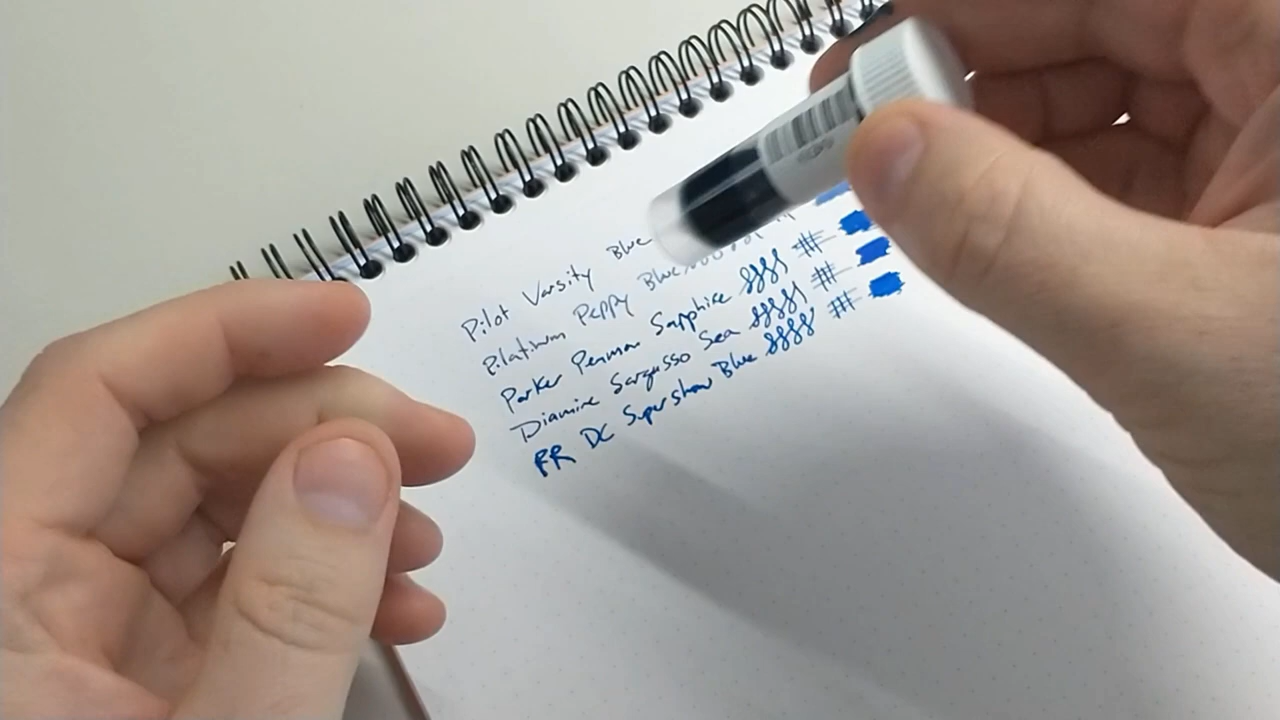 Pilot Varsity Blue
Platinum Peppy Blue
Parker Penman Sapphire
Diamine Sargasso Sea
FR DC Supershow Blue